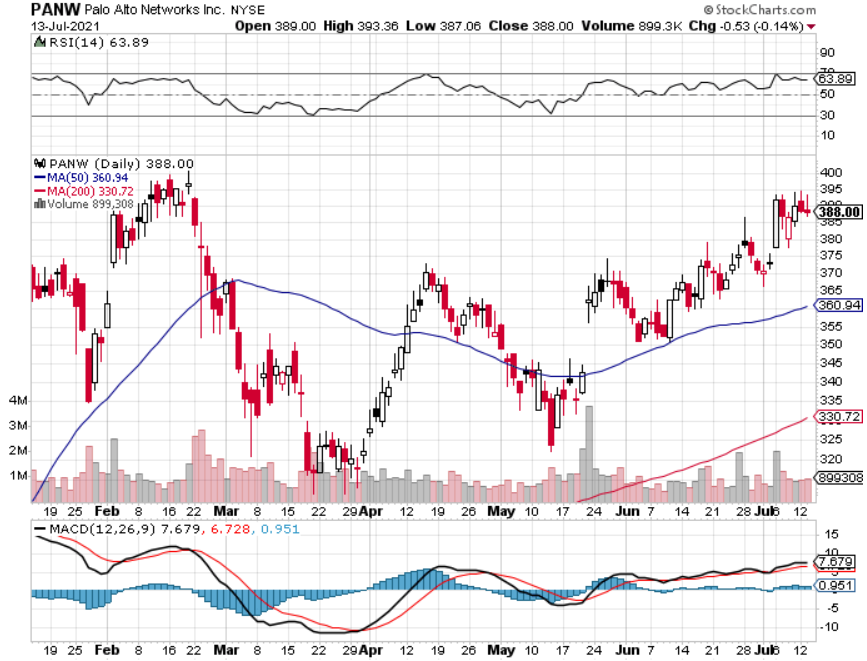 PANW Palo Alto Networks Inc. NYSE © StockCharts.com
13-Jul-2021 Open 389.00 High 393.36 Low 387.06 Close 388.00 Volume 899.3K Chg -0.53 (-0.14%)
RSI(14) 63.89
90
70
63.89
50
30
10
PANW (Daily) 388.00
MA(50) 360.94
MA(200) 330.72
Volume 899,308
400
395
390
388.00
385
380
375
370
365
360.94
355
350
345
340
335
330.72
325
320
4M
3M
2M
1M
899308
19 25 Feb 8 16 22 Mar 8 15 22 29 Apr 12 19 26 May 10 17 24 Jun 7 14 21 28 Jul 6 12
MACD(12,26,9) 7.679, 6.728, 0.951
15
10
7.679
5
0.951
-5
-10
19 25 Feb 8 16 22 Mar 8 15 22 29 Apr 12 19 26 May 10 17 24 Jun 7 14 21 28 Jul 6 12